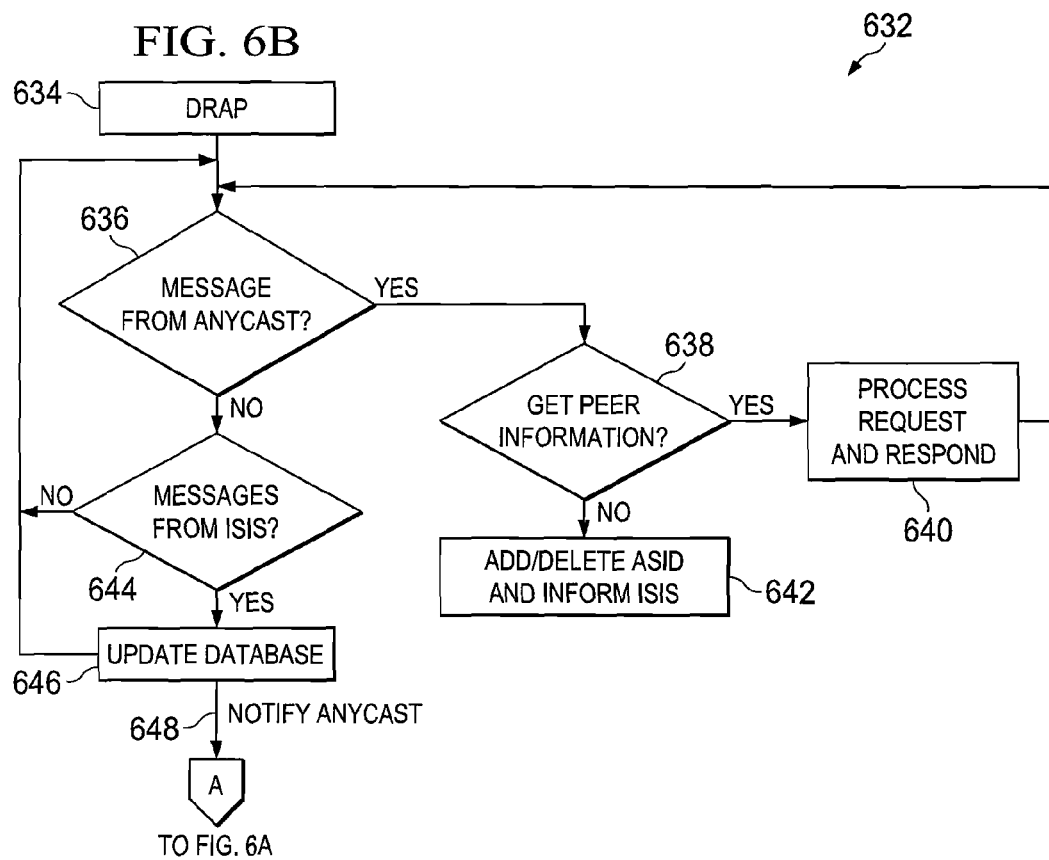 FIG. 6B
632
634
DRAP
636
MESSAGE
FROM ANYCAST?
YES
638
NO
GET PEER
INFORMATION?
YES
PROCESS
REQUEST
AND RESPOND
640
MESSAGES
FROM ISIS?
NO
644
YES
NO
ADD/DELETE ASID
AND INFORM ISIS
642
UPDATE DATABASE
646
648
NOTIFY ANYCAST
A
TO FIG. 6A